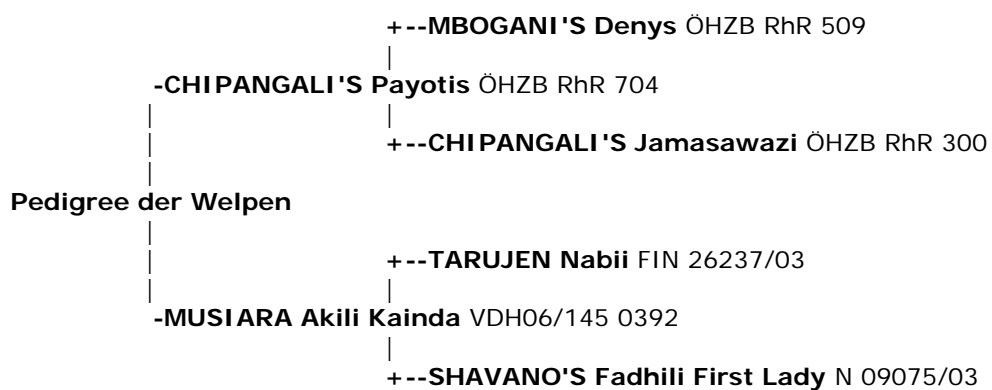 +--MBOGANI'S Denys ÖHZB RhR 509
|
-CHIPANGALI'S Payotis ÖHZB RhR 704
| |
| +--CHIPANGALI'S Jamasawazi ÖHZB RhR 300
|
Pedigree der Welpen
|
| +--TARUJEN Nabii FIN 26237/03
| |
-MUSIARA Akili Kainda VDH06/145 0392
|
+--SHAVANO'S Fadhili First Lady N 09075/03